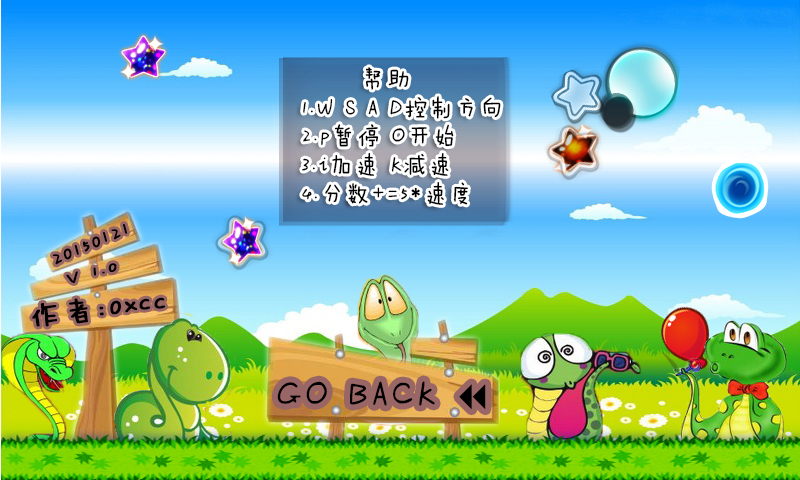 帮助
1.W S A D控制方向
2.p暂停 O开始
3.i加速 K减速
4.分数+=5*速度
20150121
V 1.0
作者:0xcc
GO BACK